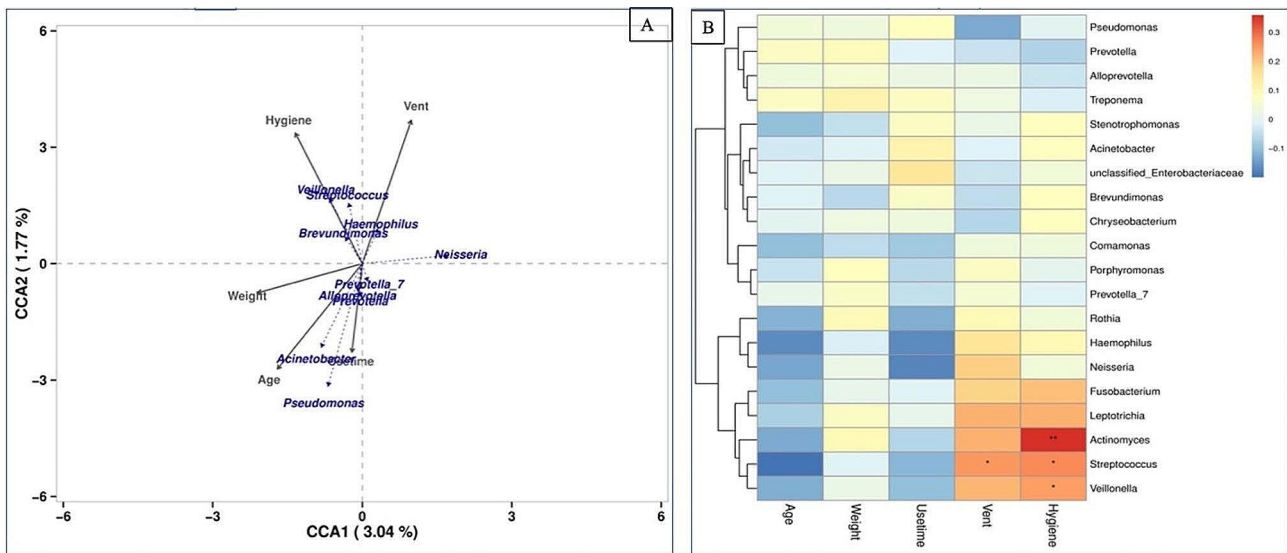 A
6
3
0
−3
−6
−6
−3
0
3
6
CCA2 ( 1.77 %)
CCA1 ( 3.04 %)
Hygiene
Vent
Veillonella
Streptococcus
Haemophilus
Brevundimonas
Neisseria
Prevotella_7
Weight
Alloprevotella
Prevotella
Acinetobacter
Usetime
Age
Pseudomonas
B
Pseudomonas
Prevotella
Alloprevotella
Treponema
Stenotrophomonas
Acinetobacter
unclassified_Enterobacteriaceae
Brevundimonas
Chryseobacterium
Comamonas
Porphyromonas
Prevotella_7
Rothia
Haemophilus
Neisseria
Fusobacterium
Leptotrichia
**
Actinomyces
*
*
Streptococcus
*
Veillonella
Age
Weight
Usetime
Vent
Hygiene
0.3
0.2
0.1
0
−0.1